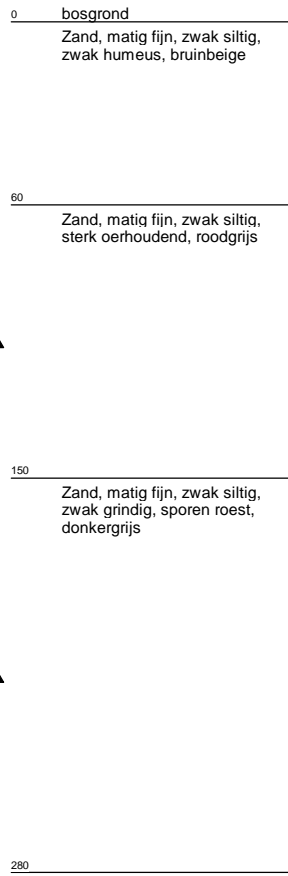 0 bosgrond
Zand, matig fijn, zwak siltig,
zwak humeus, bruinbeige
60
Zand, matig fijn, zwak siltig,
sterk oerhoudend, roodgrijs
150
Zand, matig fijn, zwak siltig,
zwak grindig, sporen roest,
donkergrijs
280